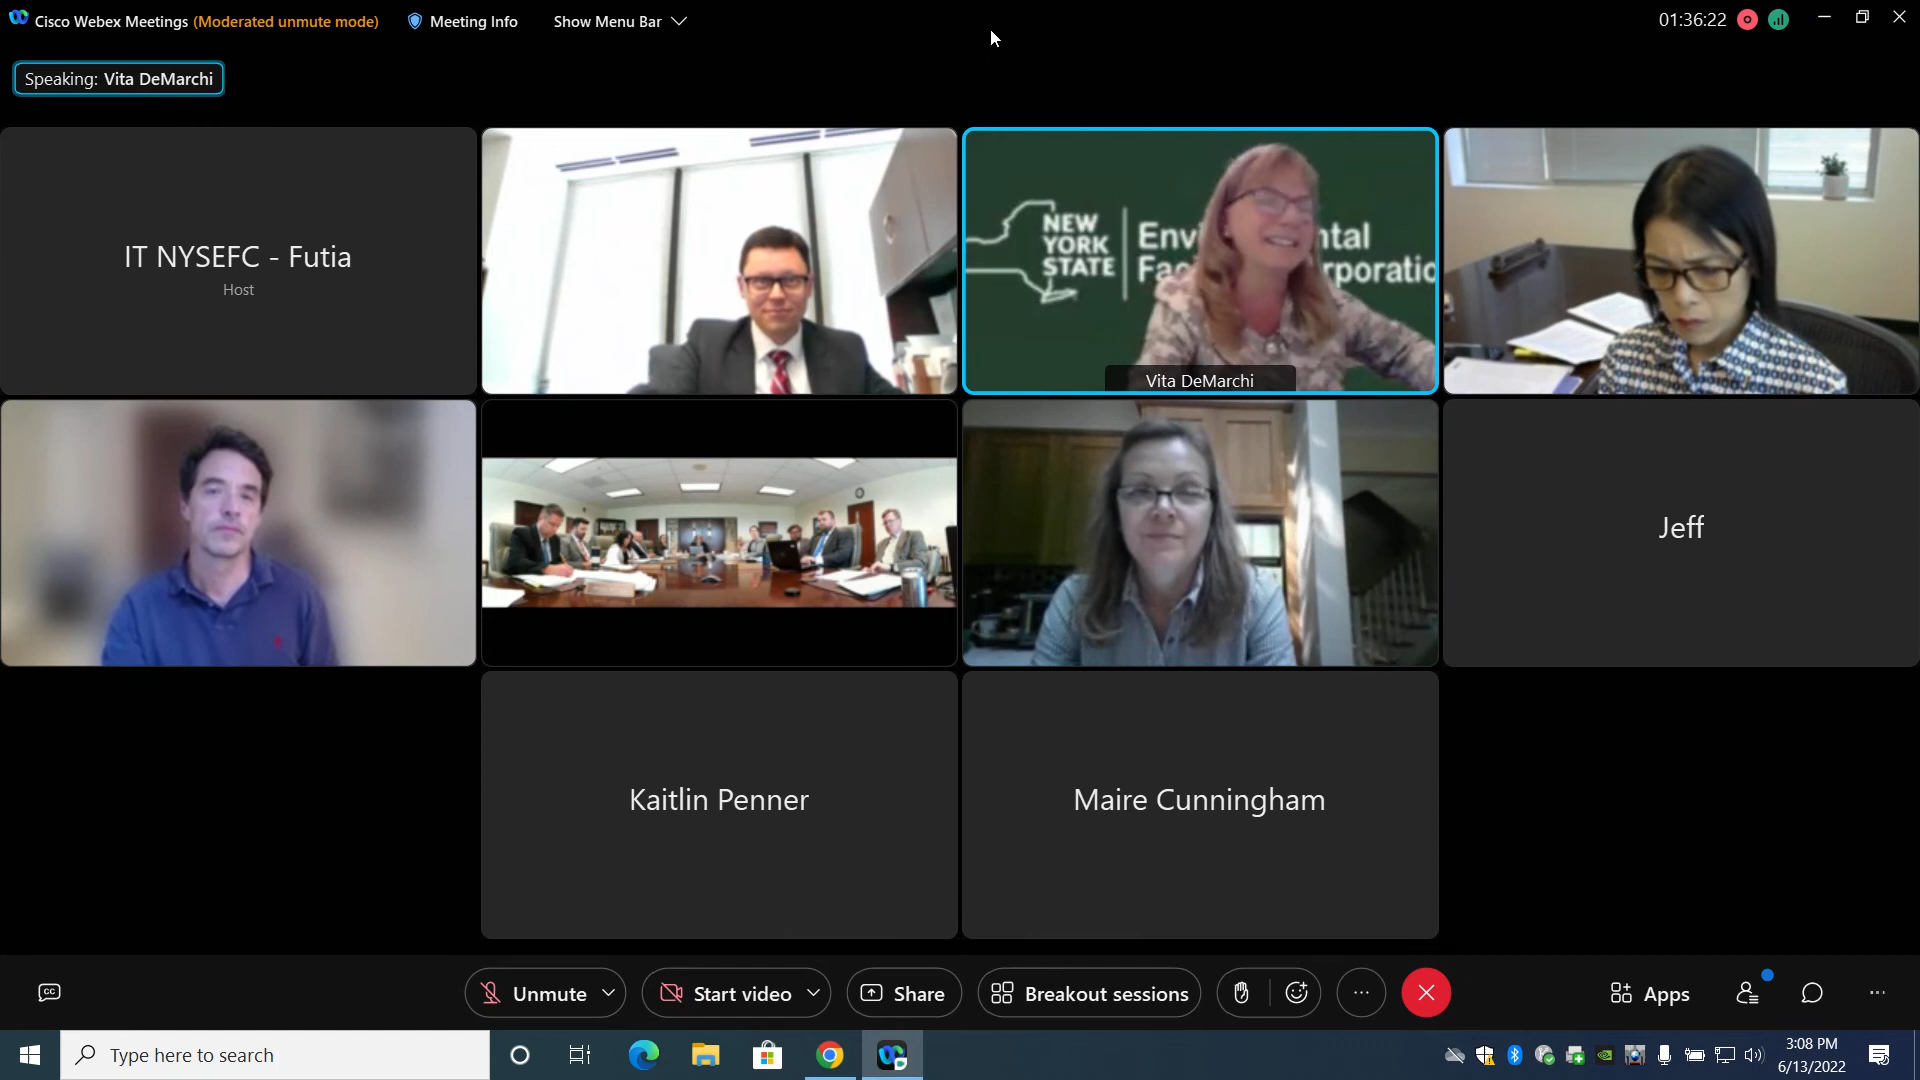 Cisco Webex Meetings (Moderated unmute mode)
Meeting Info
Show Menu Bar
01:36:22
Speaking: Vita DeMarchi
IT NYSEFC - Futia
Host
NEW
YORK
STATE
Vita DeMarchi
Jeff
Kaitlin Penner
Maire Cunningham
CC
Unmute
Start video
Share
Breakout sessions
Apps
Type here to search
3:08 PM
6/13/2022